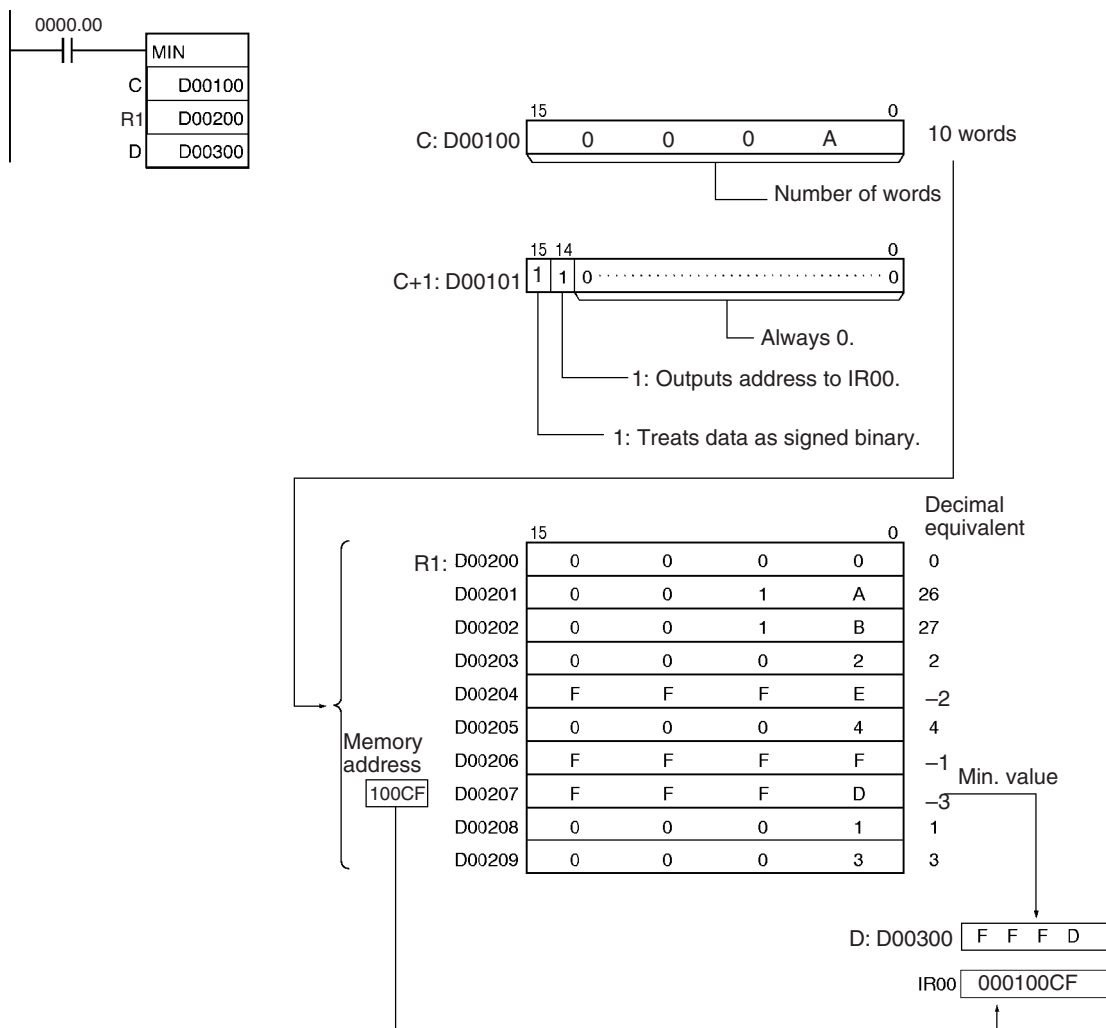 0000.00
MIN
C D00100
R1 D00200
D D00300
15 0
C: D00100 0 0 0 A 10 words
Number of words
15 14 0
C+1: D00101 1 1 0 0
Always 0.
1: Outputs address to IR00.
1: Treats data as signed binary.
Decimal
equivalent
15 0
R1: D00200 0 0 0 0 0
D00201 0 0 1 A 26
D00202 0 0 1 B 27
D00203 0 0 0 2 2
D00204 F F F E –2
D00205 0 0 0 4 4
Memory
address
D00206 F F F F –1
Min. value
100CF D00207 F F F D –3
D00208 0 0 0 1 1
D00209 0 0 0 3 3
D: D00300 F F F D
IR00 000100CF